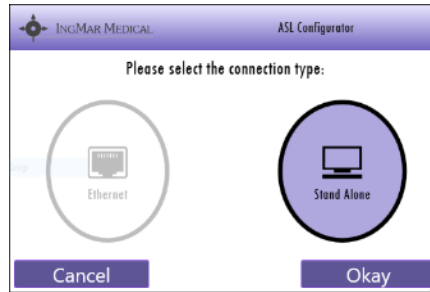 INGMAR MEDICAL
ASL Configurator
Please select the connection type:
Ethernet
Stand Alone
Cancel
Okay